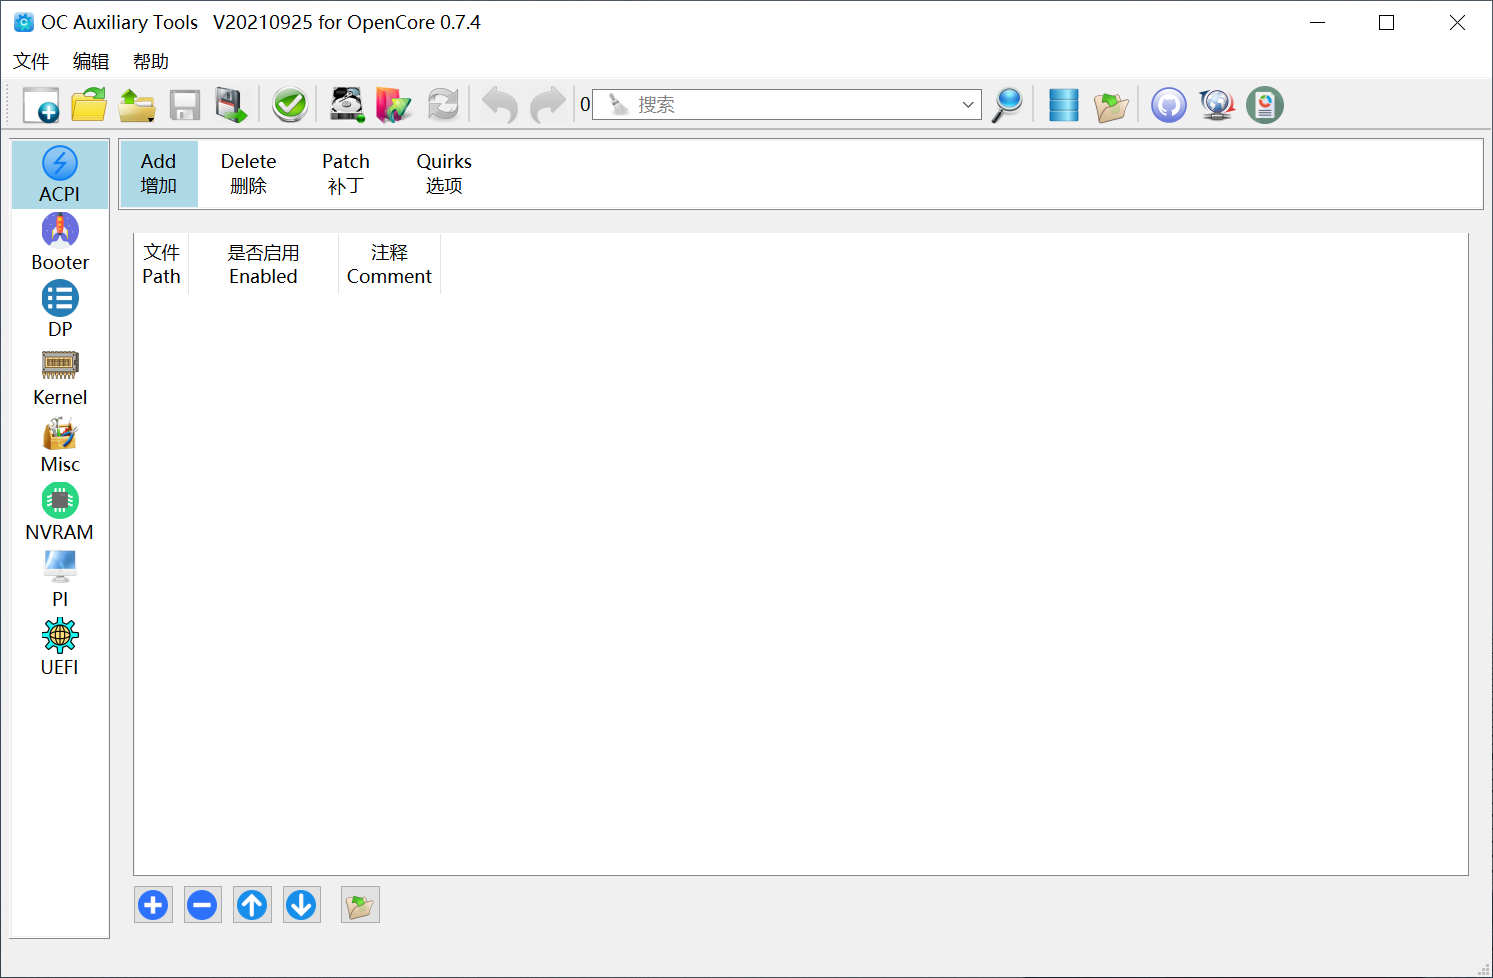 OC Auxiliary Tools   V20210925 for OpenCore 0.7.4
文件 编辑 帮助
0 搜索
ACPI
Booter
DP
Kernel
Misc
NVRAM
PI
UEFI
Add Delete Patch Quirks
增加 删除 补丁 选项
文件 是否启用 注释
Path Enabled Comment